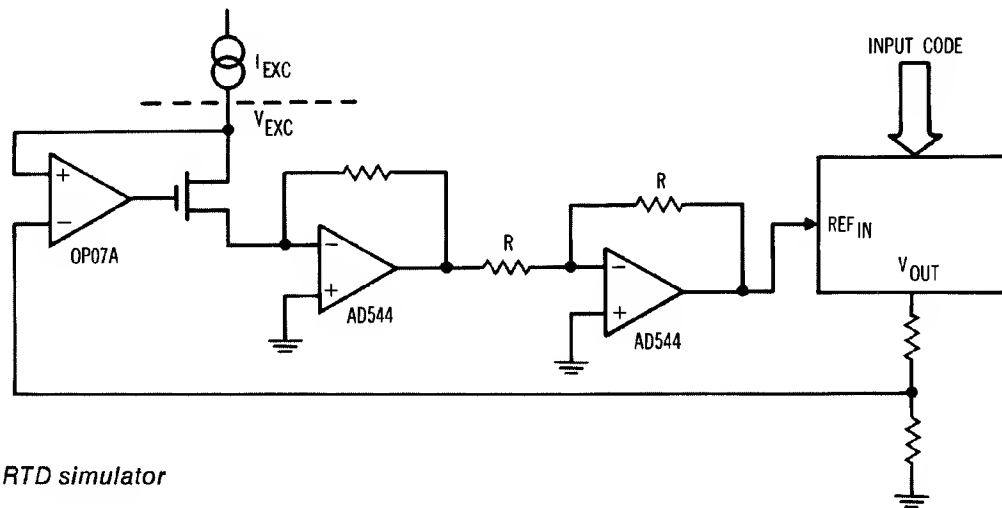 I EXC
V EXC
INPUT CODE
+
−
OP07A
−
+
AD544
R
R
−
+
AD544
REF IN
V OUT
RTD simulator